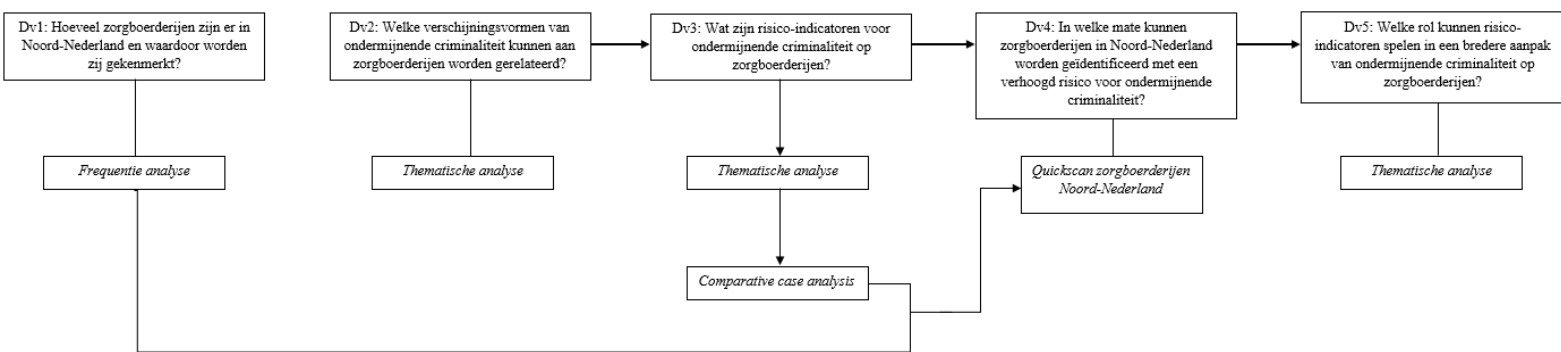 Dv1: Hoeveel zorgboerderijen zijn er in
Noord-Nederland en waardoor worden
zij gekenmerkt?
Dv2: Welke verschijningsvormen van
ondermijnende criminaliteit kunnen aan
zorgboerderijen worden gerelateerd?
Dv3: Wat zijn risico-indicatoren voor
ondermijnende criminaliteit op
zorgboerderijen?
Dv4: In welke mate kunnen
zorgboerderijen in Noord-Nederland
worden geïdentificeerd met een
verhoogd risico voor ondermijnende
criminaliteit?
Dv5: Welke rol kunnen risico-
indicatoren spelen in een bredere aanpak
van ondermijnende criminaliteit op
zorgboerderijen?
Frequentie analyse
Thematische analyse
Thematische analyse
Quickscan zorgboerderijen
Noord-Nederland
Thematische analyse
Comparative case analysis